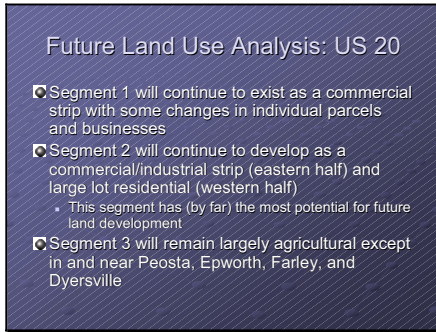 Future Land Use Analysis: US 20
Segment 1 will continue to exist as a commercial
strip with some changes in individual parcels
and businesses
Segment 2 will continue to develop as a
commercial/industrial strip (eastern half) and
large lot residential (western half)
This segment has (by far) the most potential for future
land development
Segment 3 will remain largely agricultural except
in and near Peosta, Epworth, Farley, and
Dyersville